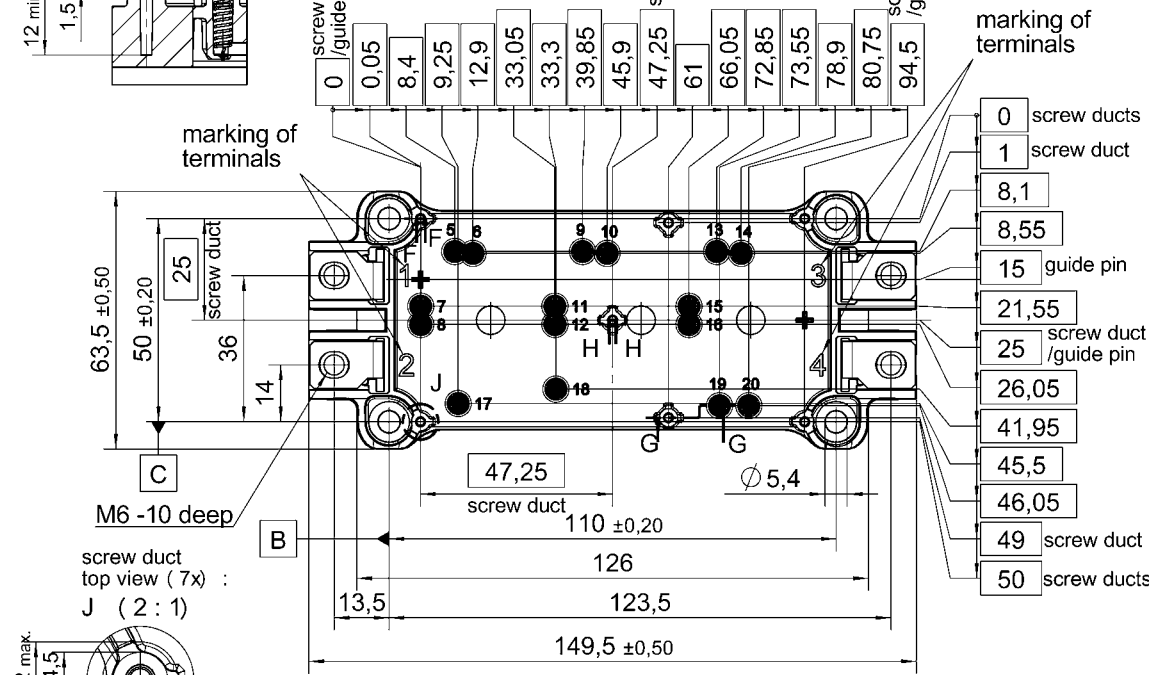 12 min
1,5
screw
/guide
0
0,05
8,4
9,25
12,9
33,05
33,3
39,85
45,9
47,25
61
66,05
72,85
73,55
78,9
80,75
94,5
marking of
terminals
marking of
terminals
0 screw ducts
1 screw duct
8,1
8,55
15 guide pin
21,55
25 screw duct
/guide pin
26,05
41,95
45,5
46,05
49 screw duct
50 screw ducts
63,5 ±0,50
50 ±0,20
25
screw duct
36
14
F
F
5
6
9
10
13
14
1
3
7
8
11
12
15
16
H H
2
4
J
17
18
19
20
G
G
C
M6 -10 deep
47,25
screw duct
Ø 5,4
B
110 ±0,20
126
13,5
123,5
149,5 ±0,50
screw duct
top view ( 7x) :
J ( 2 : 1)
2 max.
4,5